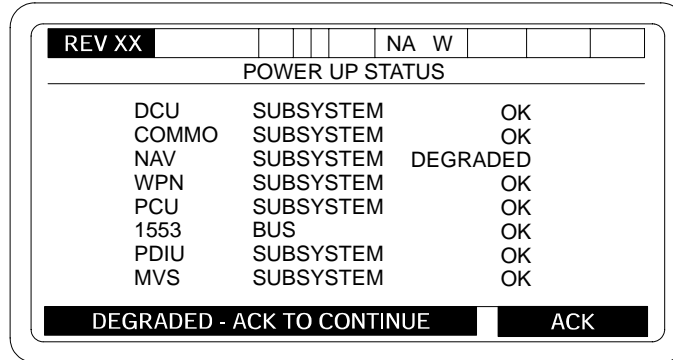 REV XX NA W
POWER UP STATUS
DCU SUBSYSTEM OK
COMMO SUBSYSTEM OK
NAV SUBSYSTEM DEGRADED
WPN SUBSYSTEM OK
PCU SUBSYSTEM OK
1553 BUS OK
PDIU SUBSYSTEM OK
MVS SUBSYSTEM OK
DEGRADED - ACK TO CONTINUE ACK